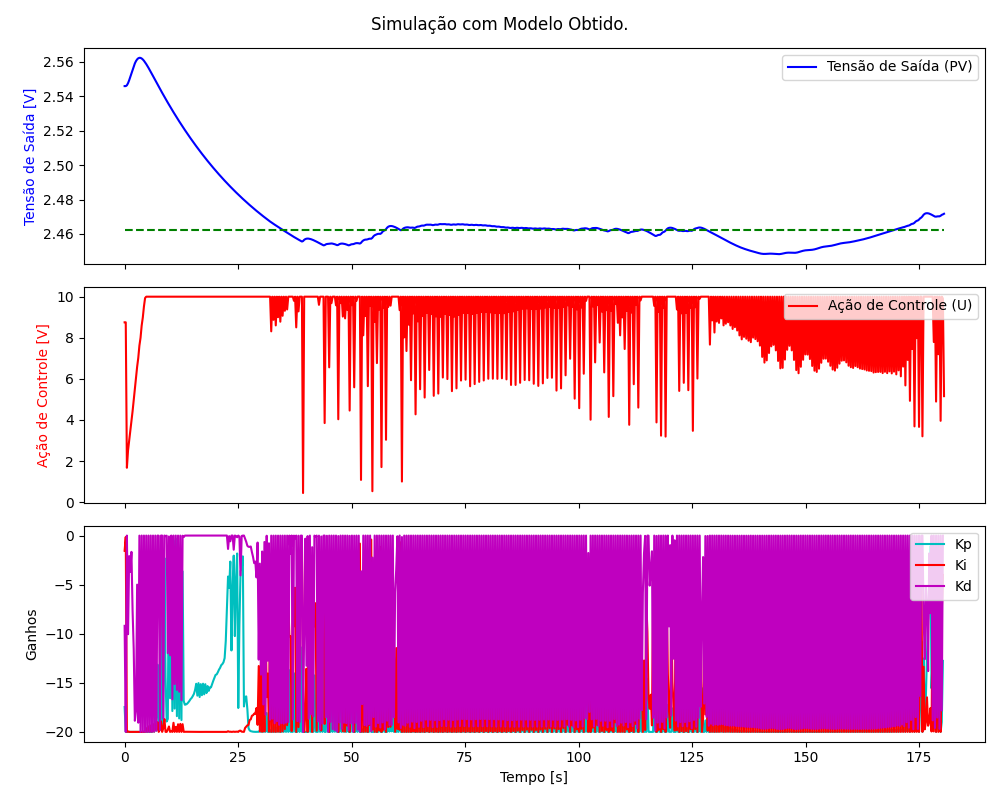 Simulação com Modelo Obtido.
Tensão de Saída [V]
2.56
2.54
2.52
2.50
2.48
2.46
Tensão de Saída (PV)
Ação de Controle [V]
10
8
6
4
2
0
Ação de Controle (U)
Ganhos
0
−5
−10
−15
−20
Kp
Ki
Kd
0 25 50 75 100 125 150 175
Tempo [s]